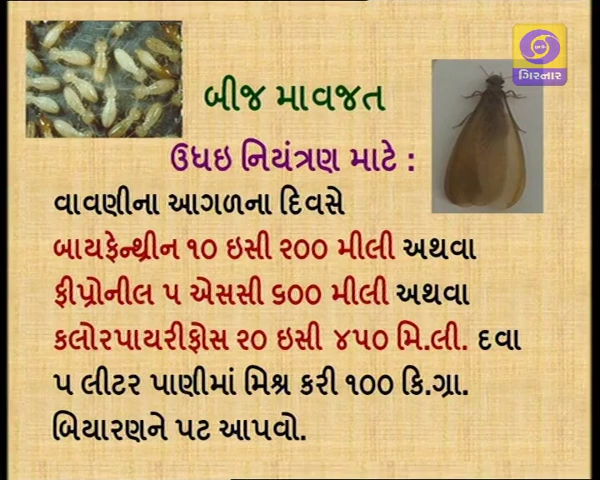 ગિરનાર
બીજ માવજત
ઉધઇ નિયંત્રણ માટે :
વાવણીના આગળના દિવસે
બાયફેન્થ્રીન ૧૦ ઇસી ૨૦૦ મીલી અથવા
ફીપ્રોનીલ ૫ એસસી ૬૦૦ મીલી અથવા
કલોરપાયરીફોસ ૨૦ ઇસી ૪૫૦ મિ.લી. દવા
૫ લીટર પાણીમાં મિશ્ર કરી ૧૦૦ કિ.ગ્રા.
બિયારણને પટ આપવો.